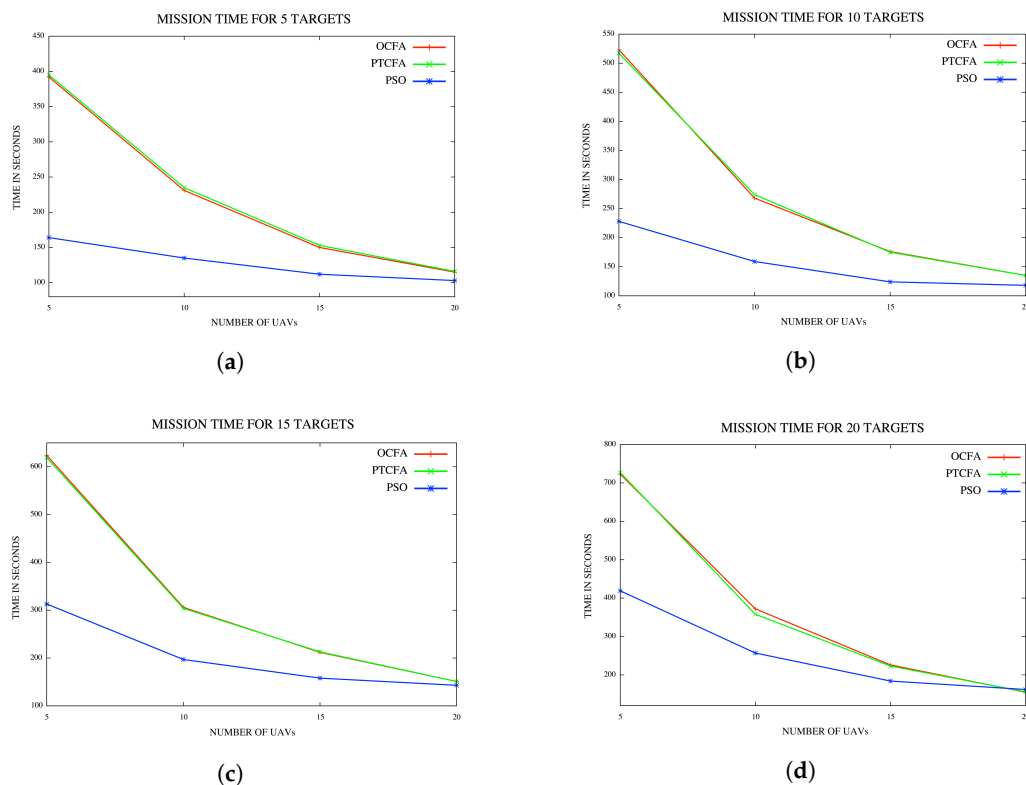 MISSION TIME FOR 5 TARGETS
450
400
350
300
250
200
150
100
TIME IN SECONDS
OCFA
PTCFA
PSO
5 10 15 20
NUMBER OF UAVs
(a)
MISSION TIME FOR 10 TARGETS
550
500
450
400
350
300
250
200
150
100
TIME IN SECONDS
OCFA
PTCFA
PSO
5 10 15 2
NUMBER OF UAVs
(b)
MISSION TIME FOR 15 TARGETS
600
500
400
300
200
100
TIME IN SECONDS
OCFA
PTCFA
PSO
5 10 15 20
NUMBER OF UAVs
(c)
MISSION TIME FOR 20 TARGETS
800
700
600
500
400
300
200
TIME IN SECONDS
OCFA
PTCFA
PSO
5 10 15 20
NUMBER OF UAVs
(d)